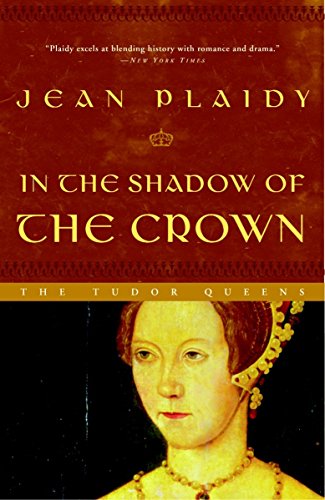 "Plaidy excels at blending history with romance and drama."
—NEW YORK TIMES
JEAN PLAIDY
IN THE SHADOW OF
THE CROWN
THE TUDOR QUEENS